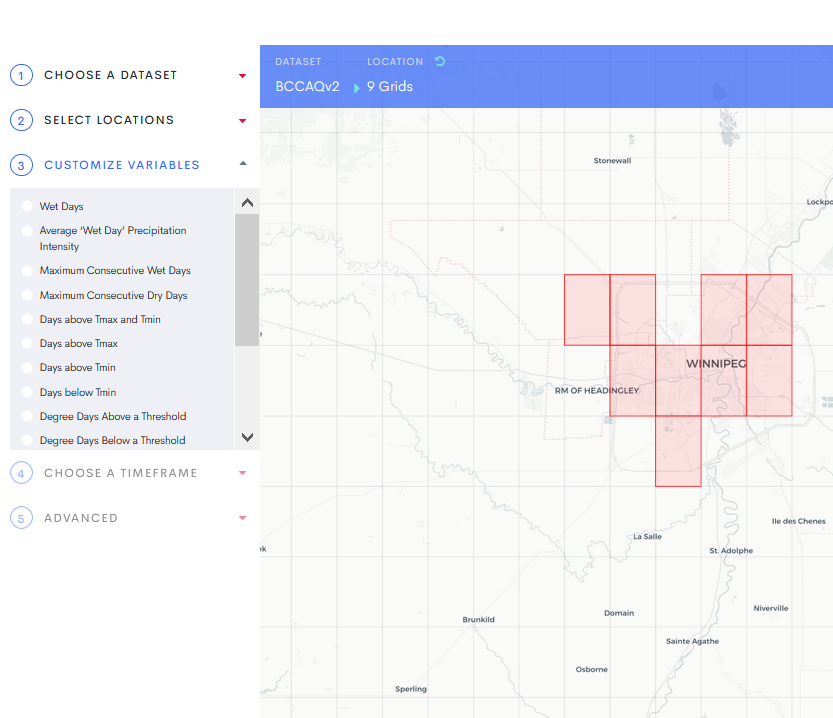 1 CHOOSE A DATASET
2 SELECT LOCATIONS
3 CUSTOMIZE VARIABLES
Wet Days
Average ‘Wet Day’ Precipitation
Intensity
Maximum Consecutive Wet Days
Maximum Consecutive Dry Days
Days above Tmax and Tmin
Days above Tmax
Days above Tmin
Days below Tmin
Degree Days Above a Threshold
Degree Days Below a Threshold
4 CHOOSE A TIMEFRAME
5 ADVANCED
DATASET LOCATION
BCCAQv2 9 Grids
Stonewall
Lockpo
WINNIPEG
RM OF HEADINGLEY
Ile des Chenes
La Salle
St. Adolphe
ek
Niverville
Domain
Brunkild
Sainte Agathe
Osborne
Sperling